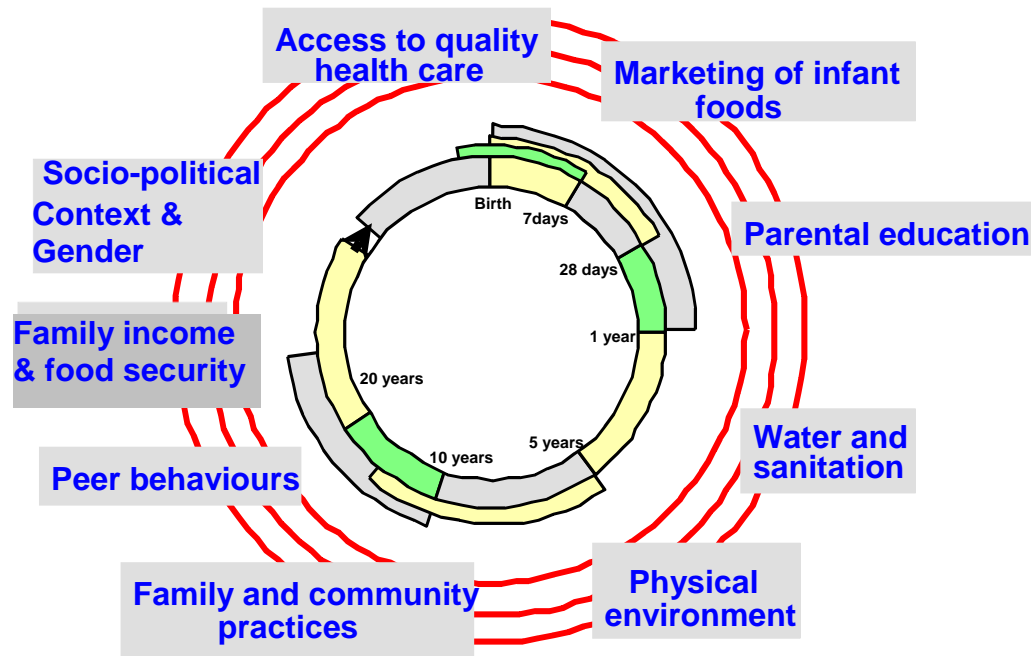 Access to quality
health care
Marketing of infant
foods
Socio-political
Context &
Gender
Parental education
Family income
& food security
Water and
sanitation
Peer behaviours
Physical
environment
Family and community
practices
Birth
7days
28 days
1 year
5 years
10 years
20 years